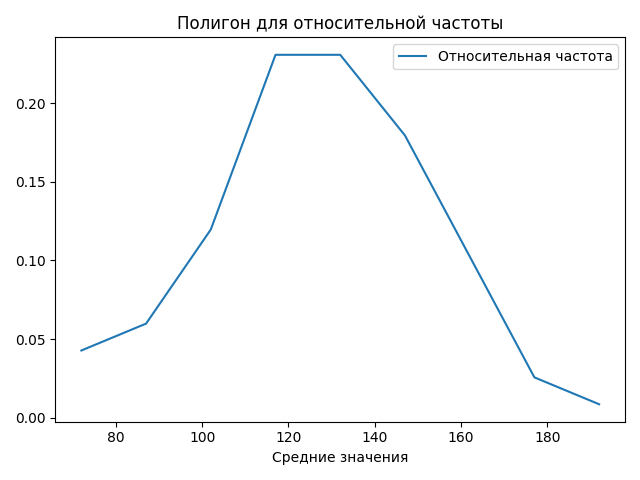 Полигон для относительной частоты
Относительная частота
0.20
0.15
0.10
0.05
0.00
80 100 120 140 160 180
Средние значения